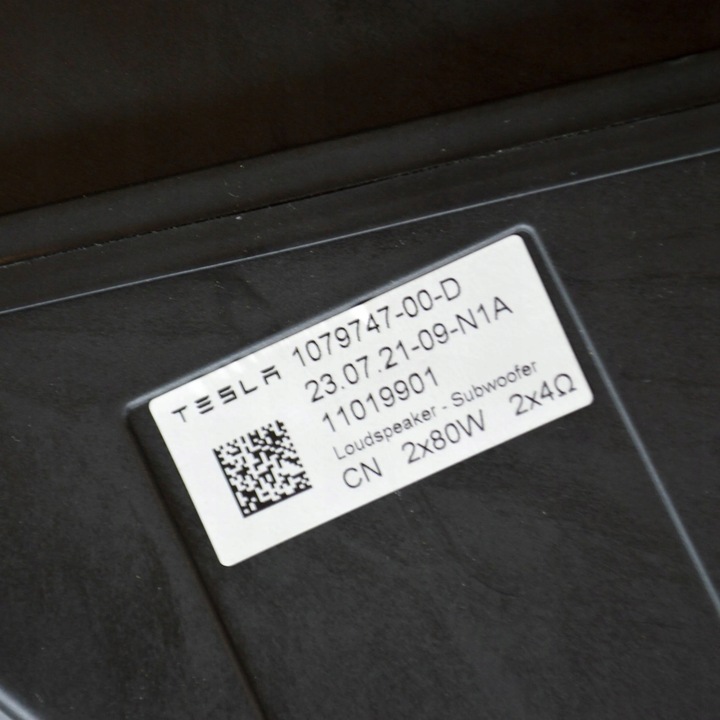 TESLA 1079747-00-D
23.07.21-09-N1A
11019901
Loudspeaker - Subwoofer
CN 2x80W 2x4Ω